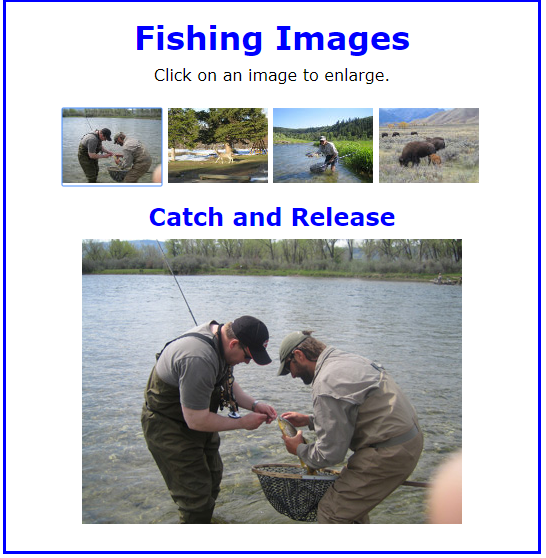 Fishing Images
Click on an image to enlarge.
Catch and Release